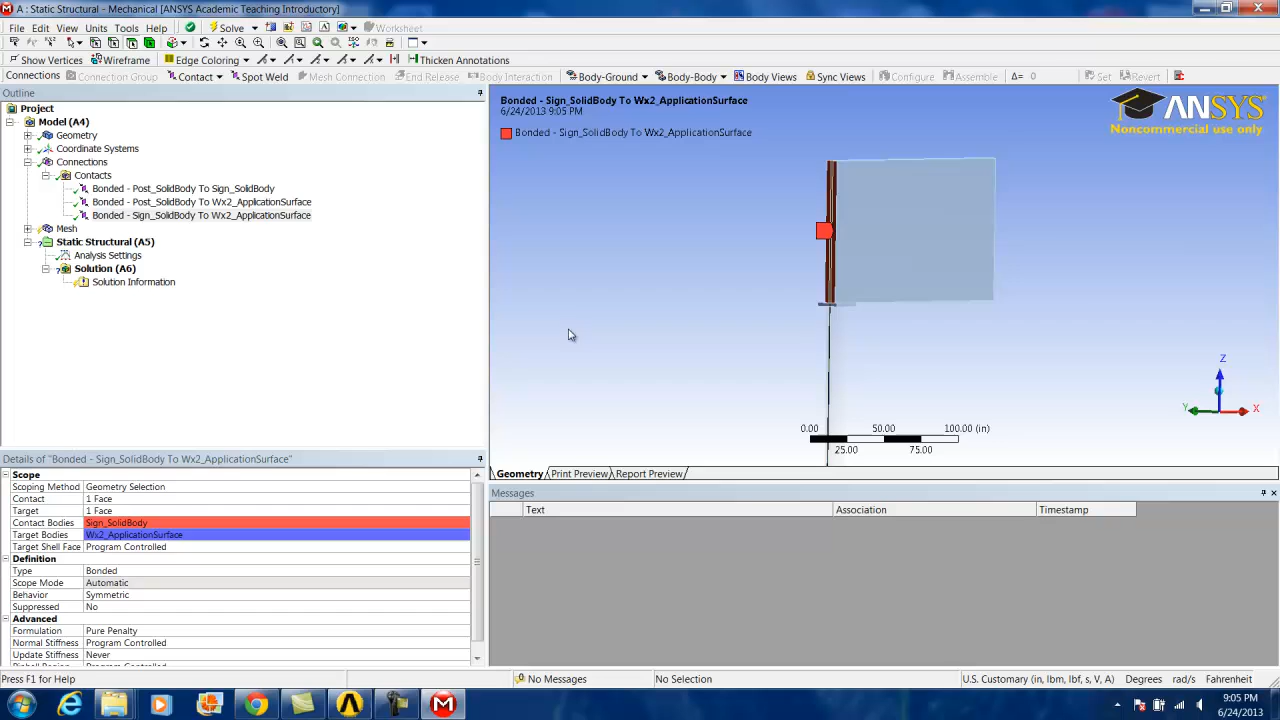 A : Static Structural - Mechanical [ANSYS Academic Teaching Introductory]
File Edit View Units Tools Help Solve Worksheet
Show Vertices Wireframe Edge Coloring Thicken Annotations
Connections Connection Group Contact Spot Weld Mesh Connection End Release Body Interaction Body-Ground Body-Body Body Views Sync Views Configure Assemble Δ= 0 Set Revert
Outline
Project
Model (A4)
Geometry
Coordinate Systems
Connections
Contacts
Bonded - Post_SolidBody To Sign_SolidBody
Bonded - Post_SolidBody To Wx2_ApplicationSurface
Bonded - Sign_SolidBody To Wx2_ApplicationSurface
Mesh
Static Structural (A5)
Analysis Settings
Solution (A6)
Solution Information
Bonded - Sign_SolidBody To Wx2_ApplicationSurface
6/24/2013 9:05 PM
Bonded - Sign_SolidBody To Wx2_ApplicationSurface
ANSYS
Noncommercial use only
Z
Y
X
0.00 50.00 100.00 (in)
25.00 75.00
Geometry Print Preview Report Preview
Details of "Bonded - Sign_SolidBody To Wx2_ApplicationSurface"
Scope
Scoping Method Geometry Selection
Contact 1 Face
Target 1 Face
Contact Bodies Sign_SolidBody
Target Bodies Wx2_ApplicationSurface
Target Shell Face Program Controlled
Definition
Type Bonded
Scope Mode Automatic
Behavior Symmetric
Suppressed No
Advanced
Formulation Pure Penalty
Normal Stiffness Program Controlled
Update Stiffness Never
Pinball Region Program Controlled
Messages
Text Association Timestamp
Press F1 for Help No Messages No Selection U.S. Customary (in, lbm, lbf, s, V, A) Degrees rad/s Fahrenheit
9:05 PM
6/24/2013